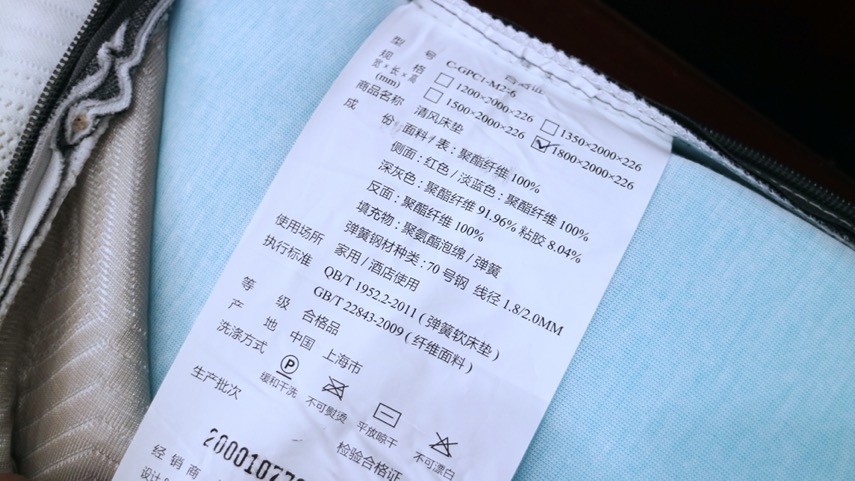 型 号 C-GPC1-M2-6
规 格 □1200×2000×226 □1350×2000×226
宽×长×高 (mm) □1500×2000×226 ☑1800×2000×226
商品名称 清风床垫
成 份 面料/表:聚酯纤维 100%
侧面:红色/淡蓝色:聚酯纤维 100%
深灰色:聚酯纤维 91.96% 粘胶 8.04%
反面:聚酯纤维 100%
填充物:聚氨酯泡绵/弹簧
弹簧钢材种类:70 号钢 线径 1.8/2.0MM
使用场所 家用/酒店使用
执行标准 QB/T 1952.2-2011(弹簧软床垫)
GB/T 22843-2009(纤维面料)
等 级 合格品
产 地 中国 上海市
洗涤方式 P
缓和干洗 不可熨烫 平放晾干 不可漂白
生产批次 2000107
检验合格证
经 销 商
设计